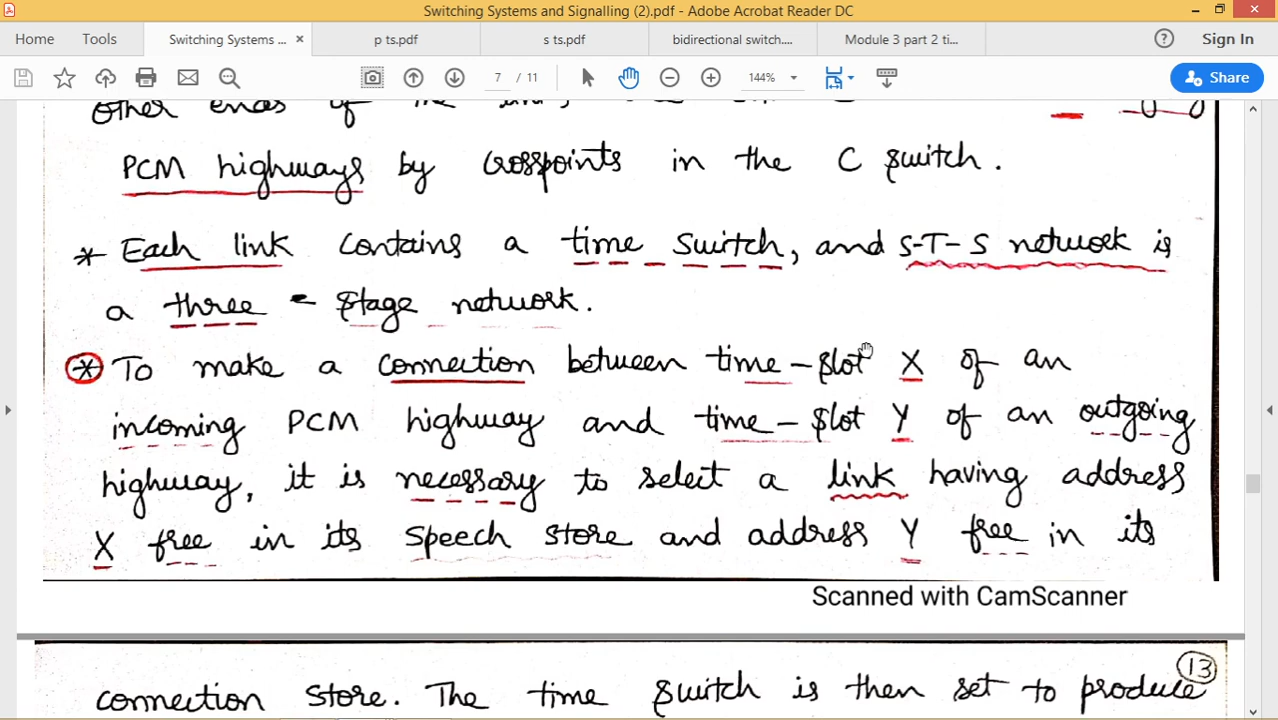 Switching Systems and Signalling (2).pdf - Adobe Acrobat Reader DC
Home Tools Switching Systems ... × p ts.pdf s ts.pdf bidirectional switch.... Module 3 part 2 ti... Sign In
7 / 11 144% Share
other ends of the
PCM highways by crosspoints in the C switch.
* Each link contains a time switch, and S-T-S network is
a three - stage network.
* To make a connection between time-slot X of an
incoming PCM highway and time-slot Y of an outgoing
highway, it is necessary to select a link having address
X free in its speech store and address Y free in its
Scanned with CamScanner
13
connection store. The time switch is then set to produce